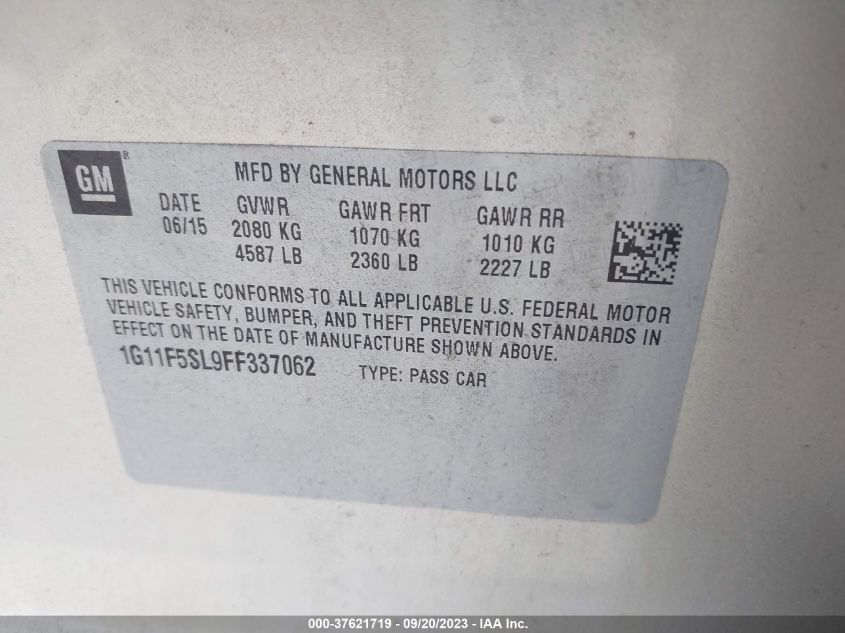 GM®
MFD BY GENERAL MOTORS LLC
DATE GVWR GAWR FRT GAWR RR
06/15 2080 KG 1070 KG 1010 KG
4587 LB 2360 LB 2227 LB
THIS VEHICLE CONFORMS TO ALL APPLICABLE U.S. FEDERAL MOTOR
VEHICLE SAFETY, BUMPER, AND THEFT PREVENTION STANDARDS IN
EFFECT ON THE DATE OF MANUFACTURE SHOWN ABOVE.
1G11F5SL9FF337062 TYPE: PASS CAR
000-37621719 - 09/20/2023 - IAA Inc.